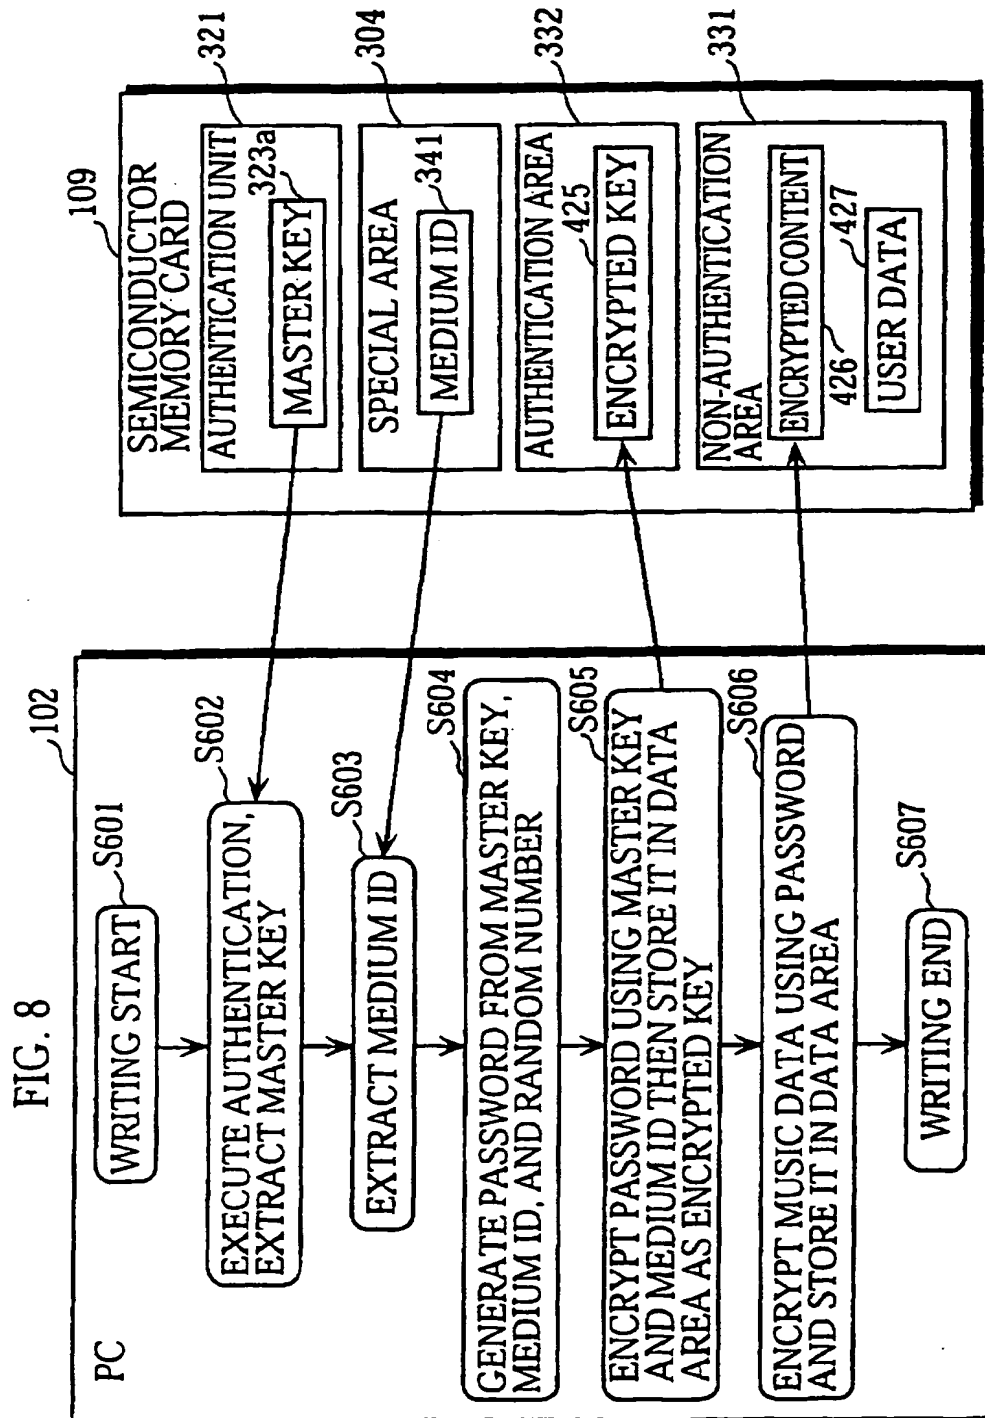 FIG. 8
PC
102
WRITING START
S601
EXECUTE AUTHENTICATION,
EXTRACT MASTER KEY
S602
EXTRACT MEDIUM ID
S603
GENERATE PASSWORD FROM MASTER KEY,
MEDIUM ID, AND RANDOM NUMBER
S604
ENCRYPT PASSWORD USING MASTER KEY
AND MEDIUM ID THEN STORE IT IN DATA
AREA AS ENCRYPTED KEY
S605
ENCRYPT MUSIC DATA USING PASSWORD
AND STORE IT IN DATA AREA
S606
WRITING END
S607
109
SEMICONDUCTOR
MEMORY CARD
AUTHENTICATION UNIT
321
MASTER KEY
323a
SPECIAL AREA
304
MEDIUM ID
341
AUTHENTICATION AREA
332
425
ENCRYPTED KEY
NON-AUTHENTICATION
AREA
331
ENCRYPTED CONTENT
426
427
USER DATA